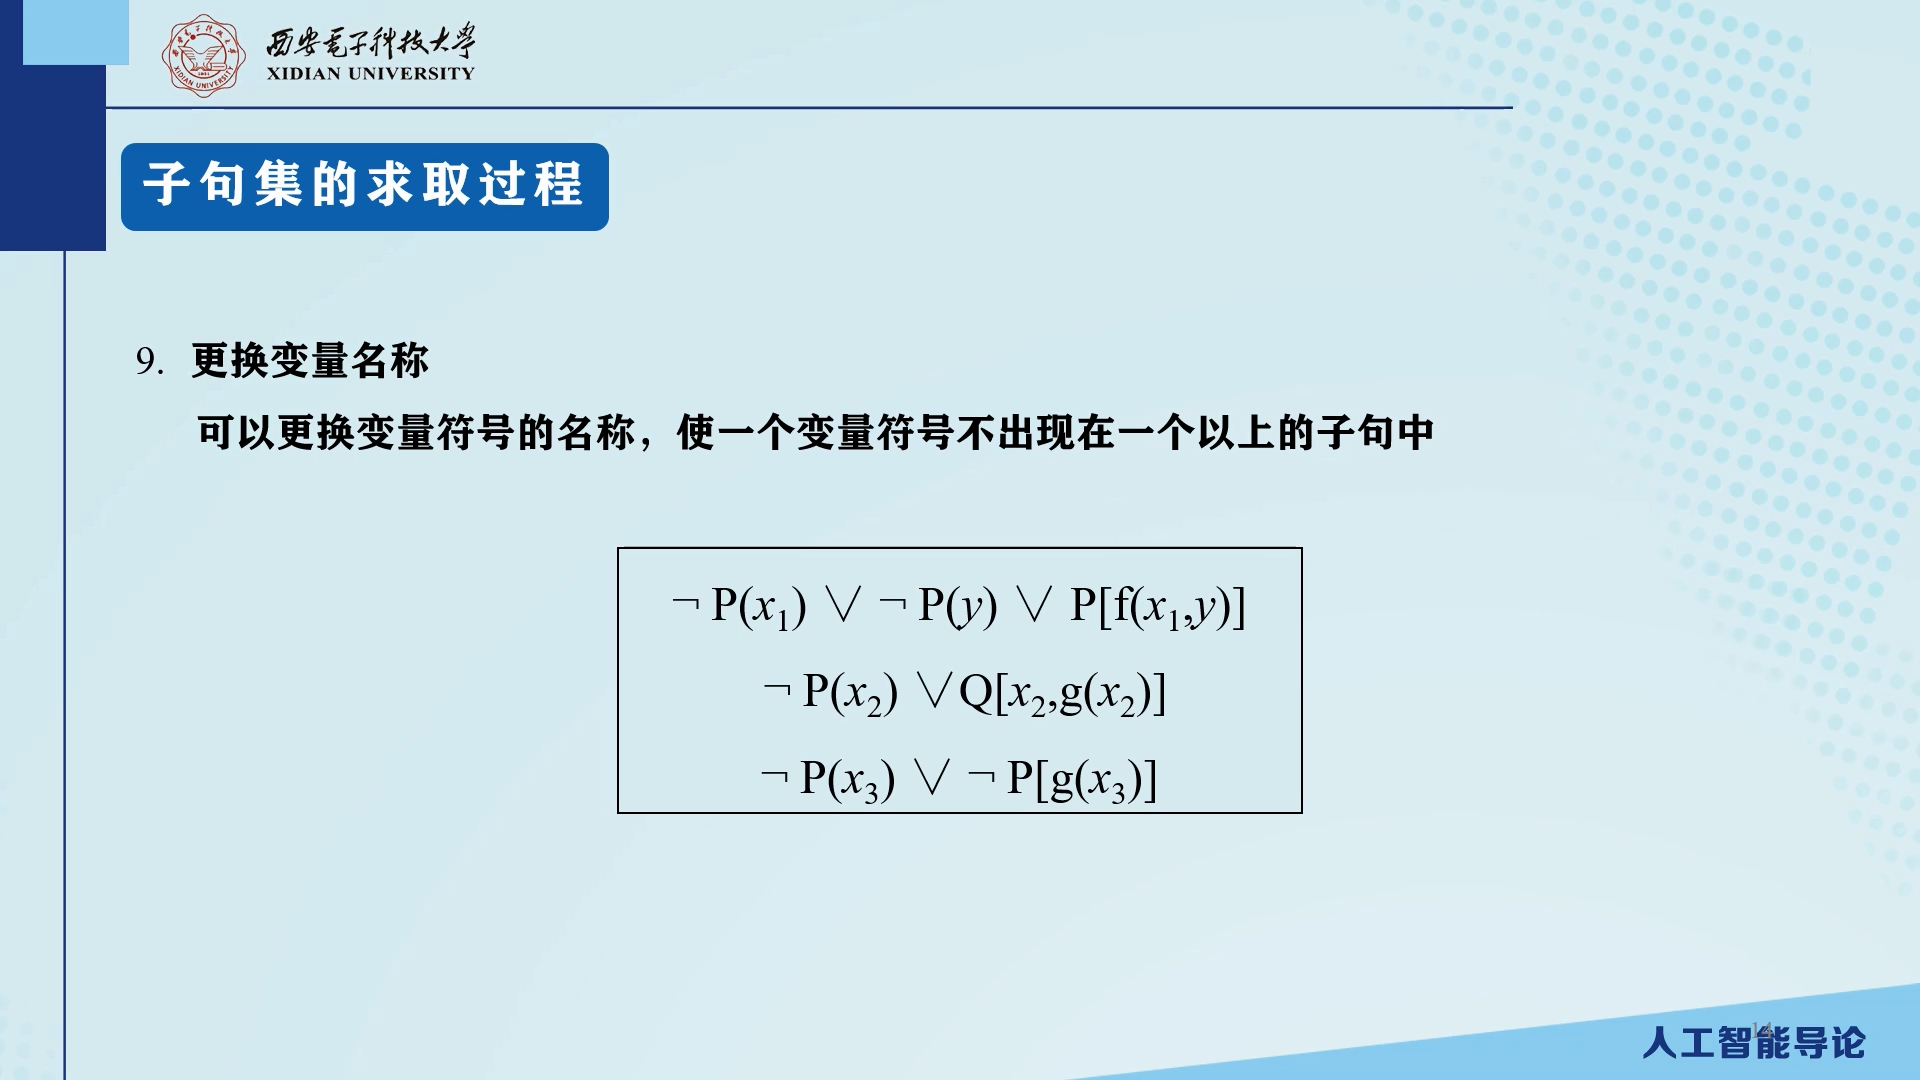 西安电子科技大学
XIDIAN UNIVERSITY
子句集的求取过程
9. 更换变量名称
可以更换变量符号的名称，使一个变量符号不出现在一个以上的子句中
￢P(x₁) ∨￢P(y) ∨ P[f(x₁,y)]
￢P(x₂) ∨Q[x₂,g(x₂)]
￢P(x₃) ∨￢P[g(x₃)]
14
人工智能导论